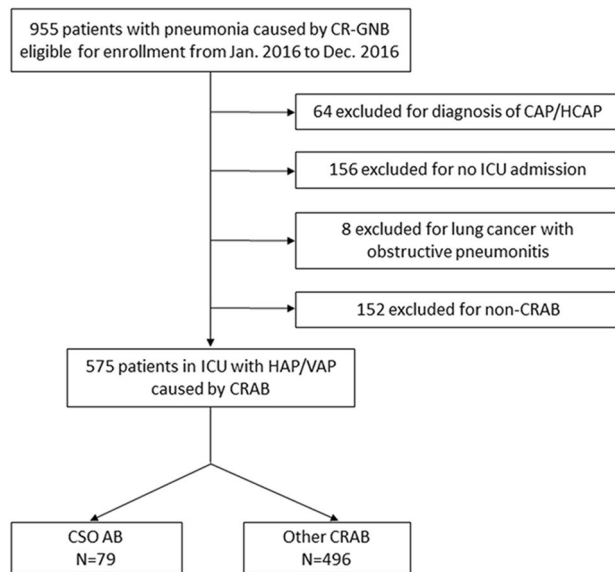 955 patients with pneumonia caused by CR-GNB
eligible for enrollment from Jan. 2016 to Dec. 2016
64 excluded for diagnosis of CAP/HCAP
156 excluded for no ICU admission
8 excluded for lung cancer with
obstructive pneumonitis
152 excluded for non-CRAB
575 patients in ICU with HAP/VAP
caused by CRAB
CSO AB
N=79
Other CRAB
N=496